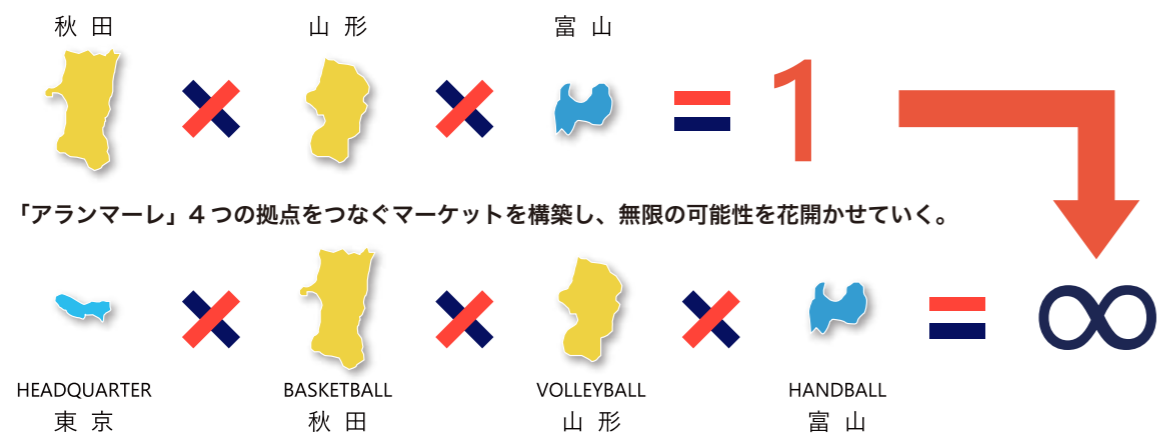 秋田
山形
富山
× × = 1
「アランマーレ」４つの拠点をつなぐマーケットを構築し、無限の可能性を花開かせていく。
× × × = ∞
HEADQUARTER
東京
BASKETBALL
秋田
VOLLEYBALL
山形
HANDBALL
富山